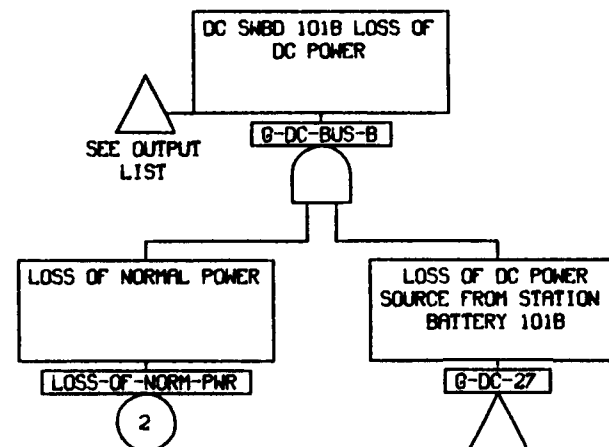 DC SWBD 101B LOSS OF
DC POWER
SEE OUTPUT
LIST
G-DC-BUS-B
LOSS OF NORMAL POWER
LOSS-OF-NORM-PWR
2
LOSS OF DC POWER
SOURCE FROM STATION
BATTERY 101B
G-DC-27